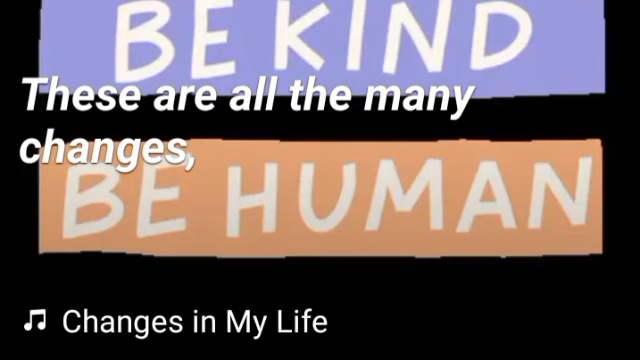 BE KIND
These are all the many
changes,
BE HUMAN
Changes in My Life